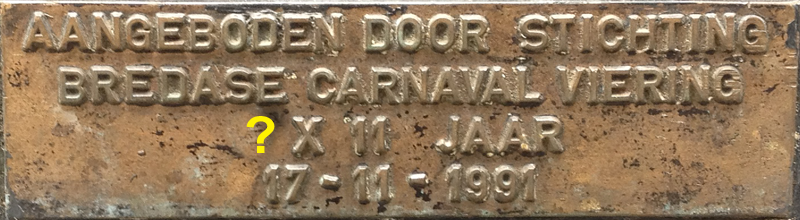 AANGEBODEN DOOR STICHTING
BREDASE CARNAVAL VIERING
? X 11 JAAR
17-11-1991